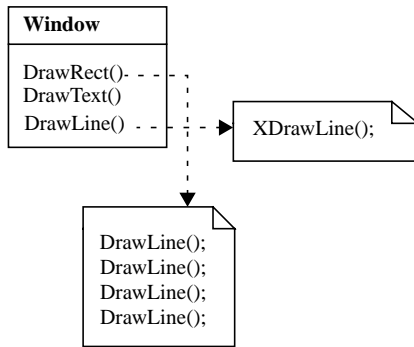 Window
DrawRect()
DrawText()
DrawLine()
XDrawLine();
DrawLine();
DrawLine();
DrawLine();
DrawLine();